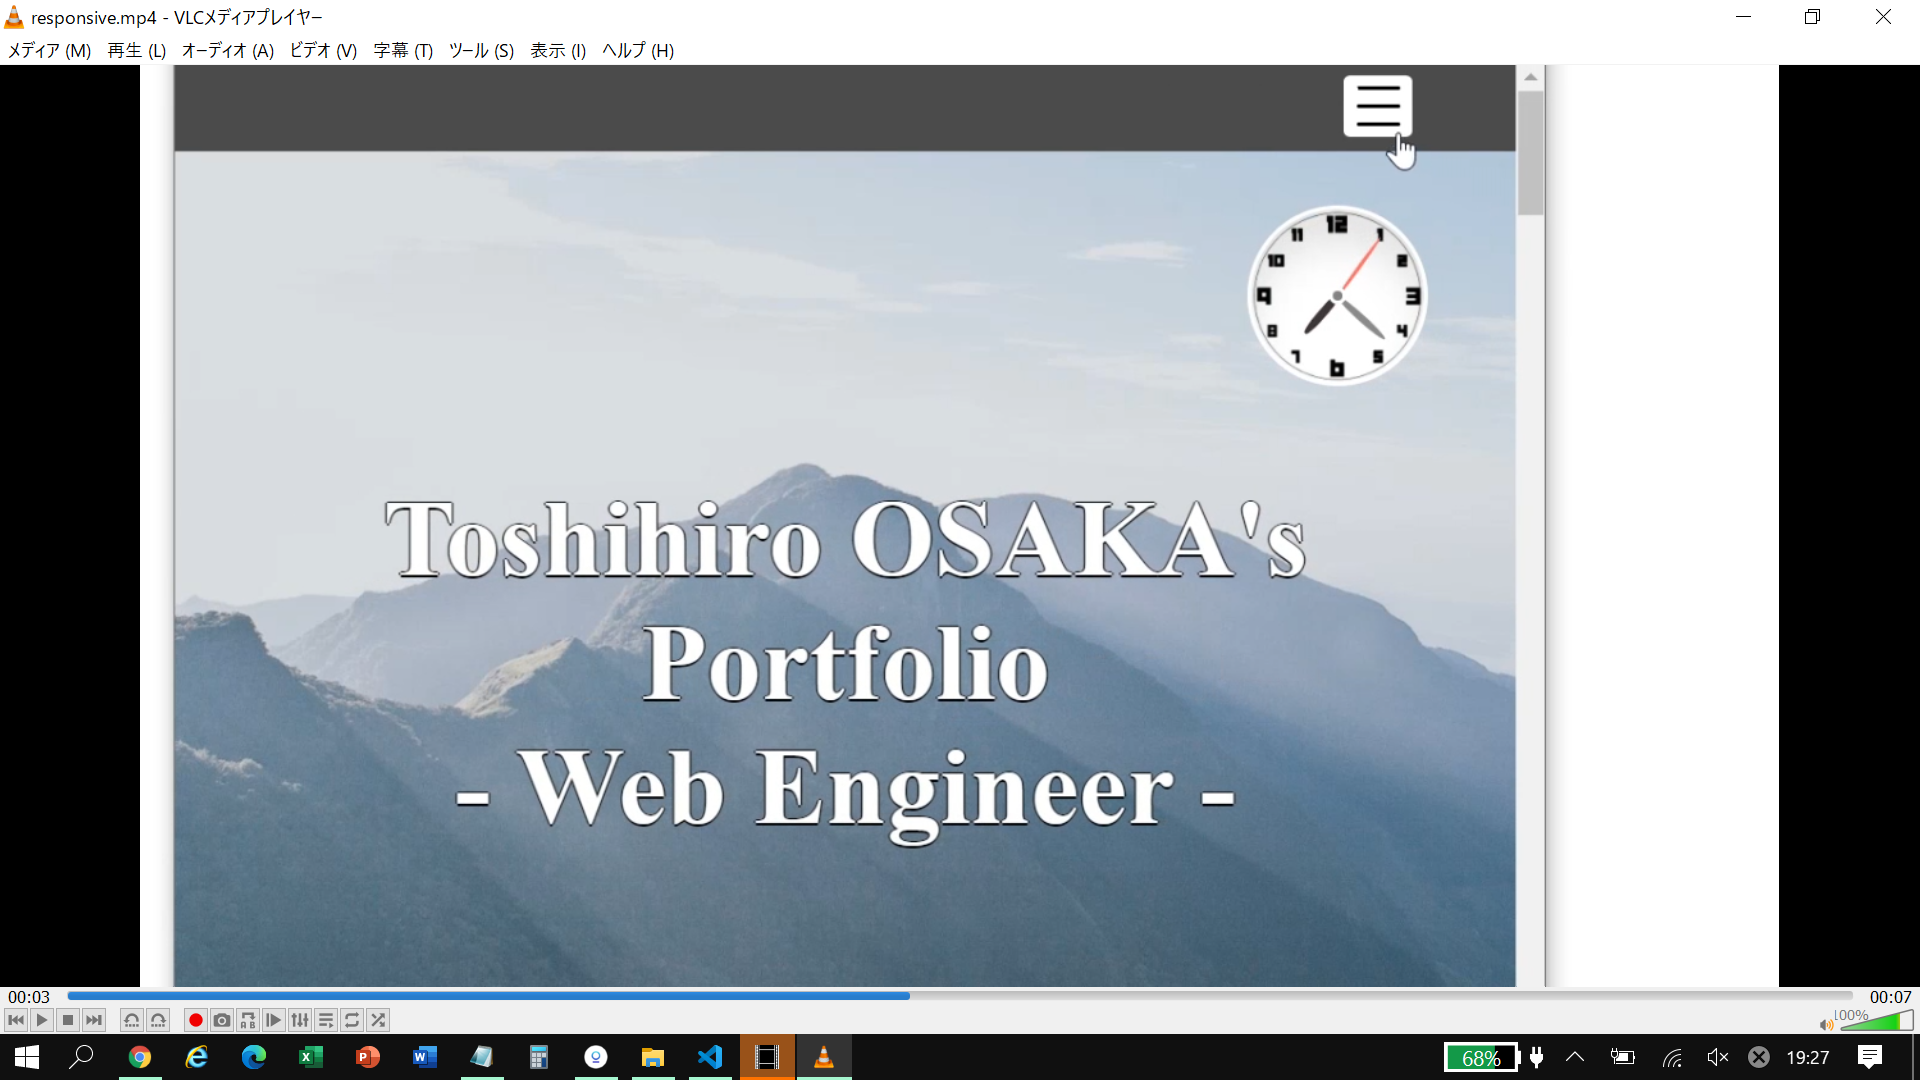 responsive.mp4 - VLCメディアプレイヤー
メディア (M) 再生 (L) オーディオ (A) ビデオ (V) 字幕 (T) ツール (S) 表示 (I) ヘルプ (H)
12
11 1
10 2
9 3
8 4
7 5
6
Toshihiro OSAKA's
Portfolio
- Web Engineer -
00:03 00:07
A B
100%
68% 19:27